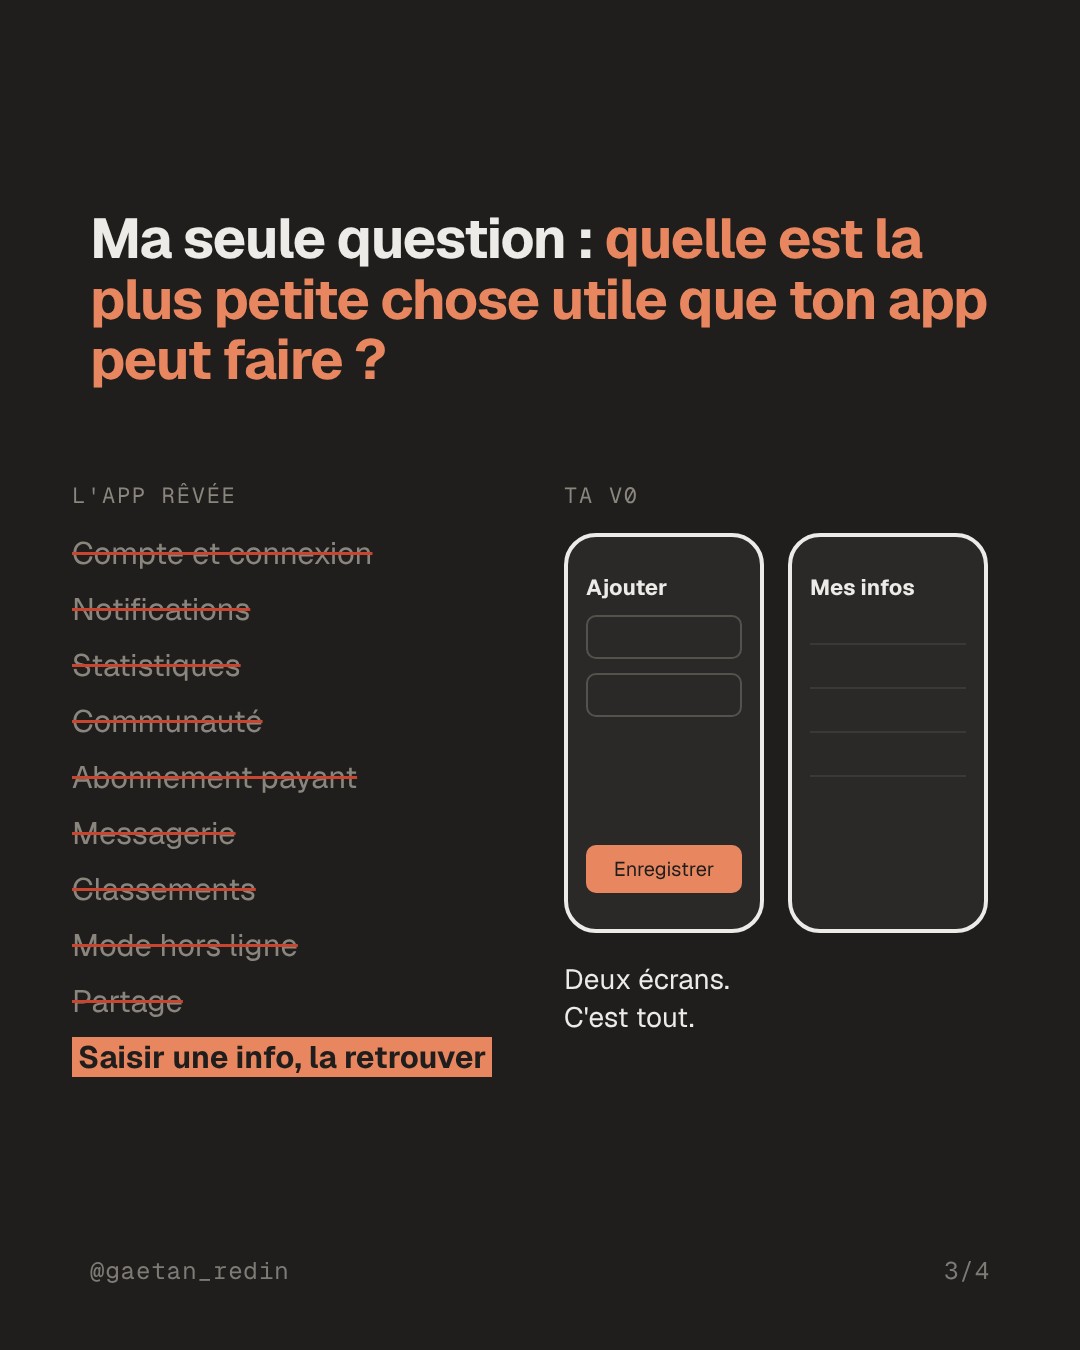 Ma seule question : quelle est la
plus petite chose utile que ton app
peut faire ?
L'APP RÊVÉE
Compte et connexion
Notifications
Statistiques
Communauté
Abonnement payant
Messagerie
Classements
Mode hors ligne
Partage
Saisir une info, la retrouver
TA V0
Ajouter
Enregistrer
Mes infos
Deux écrans.
C'est tout.
@gaetan_redin
3/4